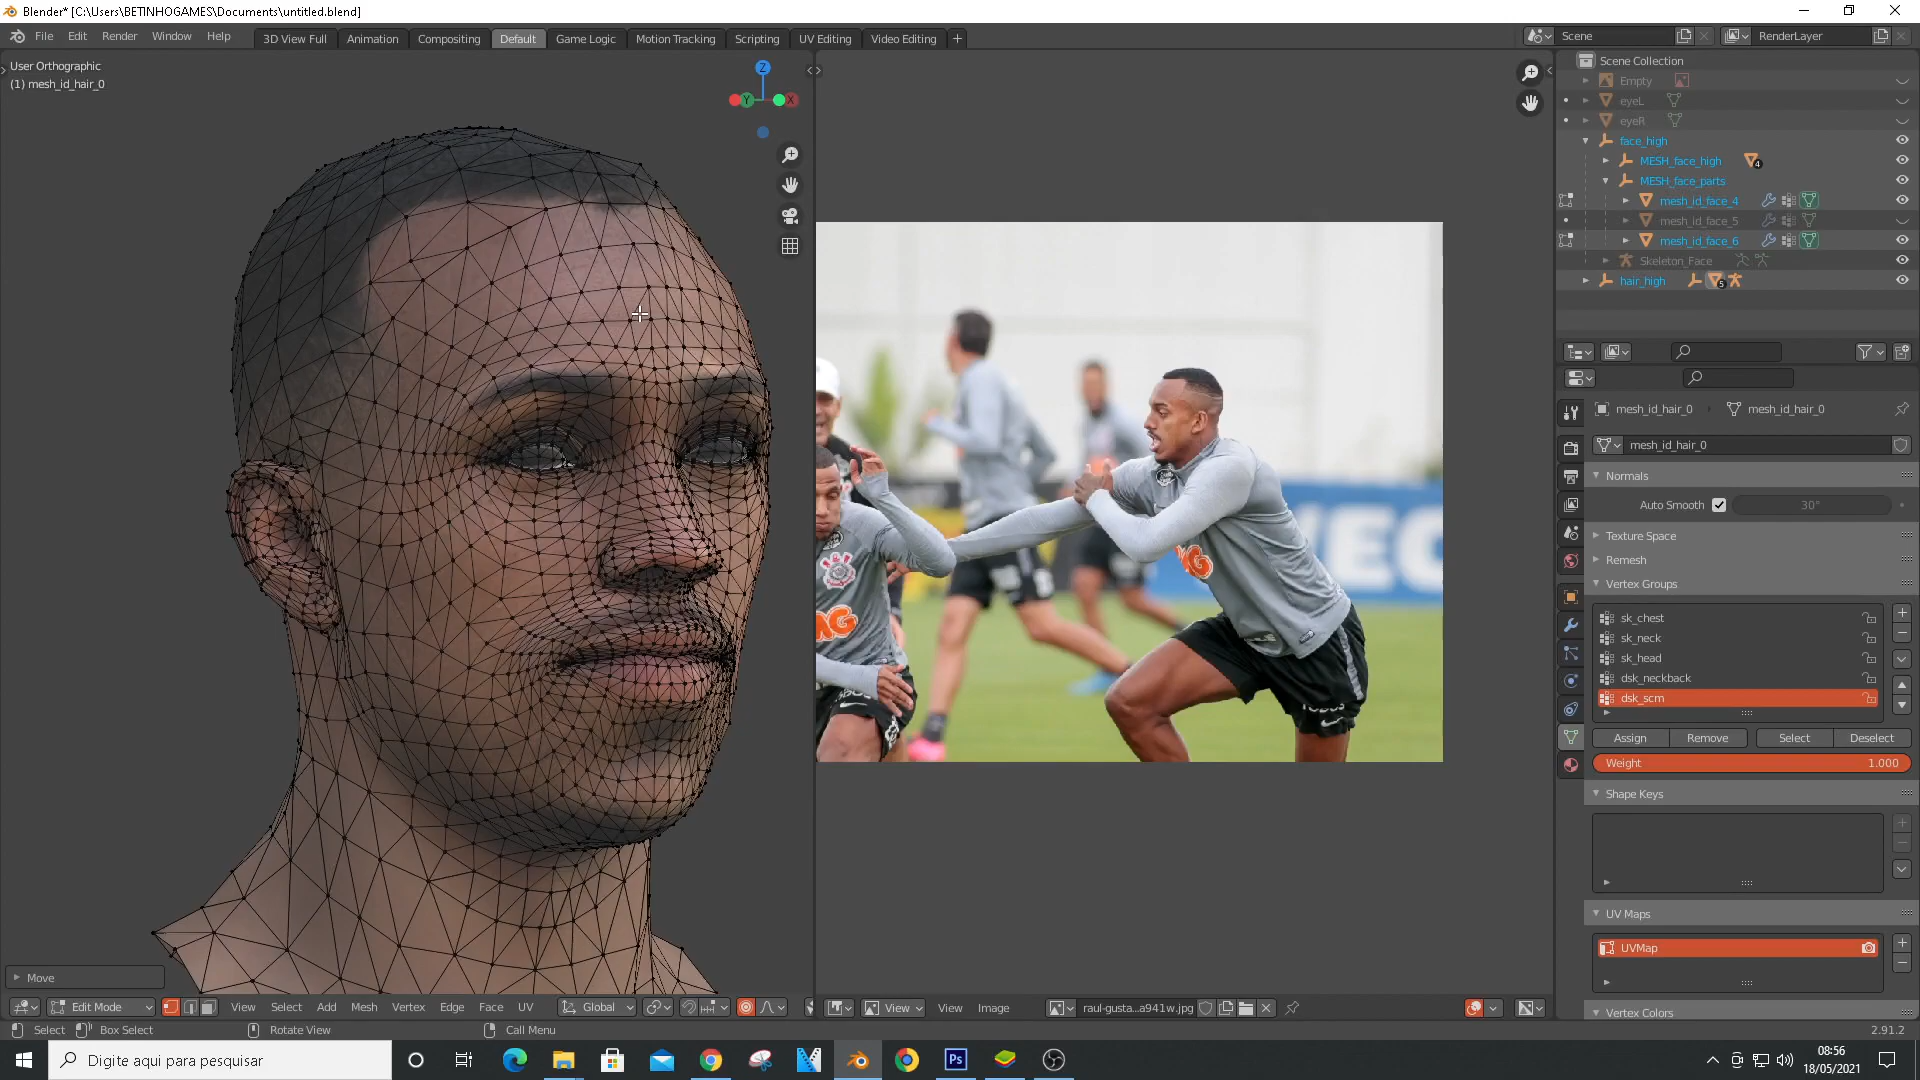 Blender* [C:\Users\BETINHOGAMES\Documents\untitled.blend]
File Edit Render Window Help 3D View Full Animation Compositing Default Game Logic Motion Tracking Scripting UV Editing Video Editing + Scene RenderLayer
User Orthographic
(1) mesh_id_hair_0
Z
Y X
Scene Collection
Empty
eyeL
eyeR
face_high
MESH_face_high 4
MESH_face_parts
mesh_id_face_4
mesh_id_face_5
mesh_id_face_6
Skeleton_Face
hair_high 5
mesh_id_hair_0 mesh_id_hair_0
mesh_id_hair_0
Normals
Auto Smooth 30°
Texture Space
Remesh
Vertex Groups
sk_chest
sk_neck
sk_head
dsk_neckback
dsk_scm
Assign Remove Select Deselect
Weight 1.000
Shape Keys
UV Maps
UVMap
Vertex Colors
Move
Edit Mode View Select Add Mesh Vertex Edge Face UV Global View View Image raul-gusta...a941w.jpg
Select Box Select Rotate View Call Menu 2.91.2
Digite aqui para pesquisar Ps 08:56
18/05/2021